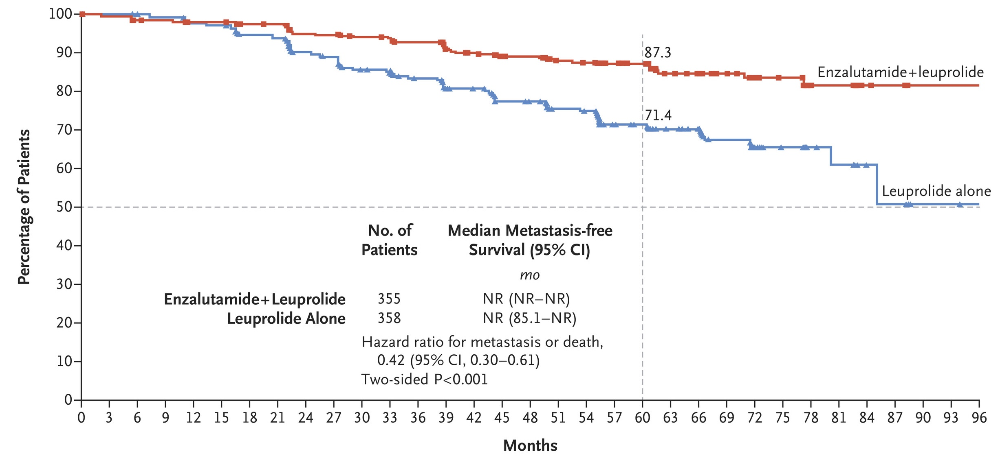 Percentage of Patients
100
90
80
70
60
50
40
30
20
10
0
87.3
71.4
Enzalutamide+leuprolide
Leuprolide alone
No. of Patients
Median Metastasis-free Survival (95% CI)
mo
Enzalutamide+Leuprolide 355 NR (NR–NR)
Leuprolide Alone 358 NR (85.1–NR)
Hazard ratio for metastasis or death,
0.42 (95% CI, 0.30–0.61)
Two-sided P<0.001
0 3 6 9 12 15 18 21 24 27 30 33 36 39 42 45 48 51 54 57 60 63 66 69 72 75 78 81 84 87 90 93 96
Months